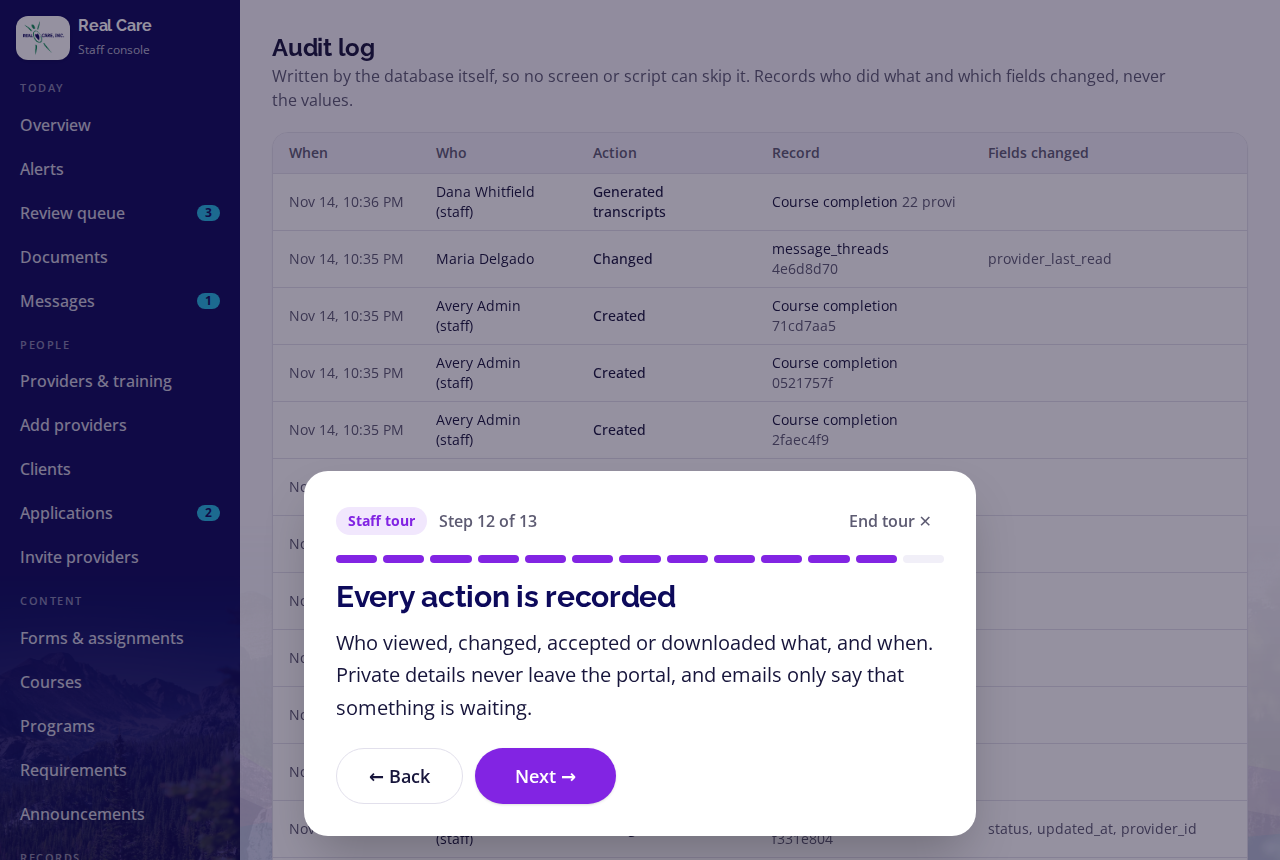 REAL CARE, INC.
Real Care
Staff console
TODAY
Overview
Alerts
Review queue 3
Documents
Messages 1
PEOPLE
Providers & training
Add providers
Clients
Applications 2
Invite providers
CONTENT
Forms & assignments
Courses
Programs
Requirements
Announcements
RECORDS
Audit log
Written by the database itself, so no screen or script can skip it. Records who did what and which fields changed, never
the values.
When Who Action Record Fields changed
Nov 14, 10:36 PM Dana Whitfield (staff) Generated transcripts Course completion 22 provi
Nov 14, 10:35 PM Maria Delgado Changed message_threads 4e6d8d70 provider_last_read
Nov 14, 10:35 PM Avery Admin (staff) Created Course completion 71cd7aa5
Nov 14, 10:35 PM Avery Admin (staff) Created Course completion 0521757f
Nov 14, 10:35 PM Avery Admin (staff) Created Course completion 2faec4f9
Staff tour Step 12 of 13 End tour ×
Every action is recorded
Who viewed, changed, accepted or downloaded what, and when.
Private details never leave the portal, and emails only say that
something is waiting.
← Back Next →
(staff) f331e804 status, updated_at, provider_id